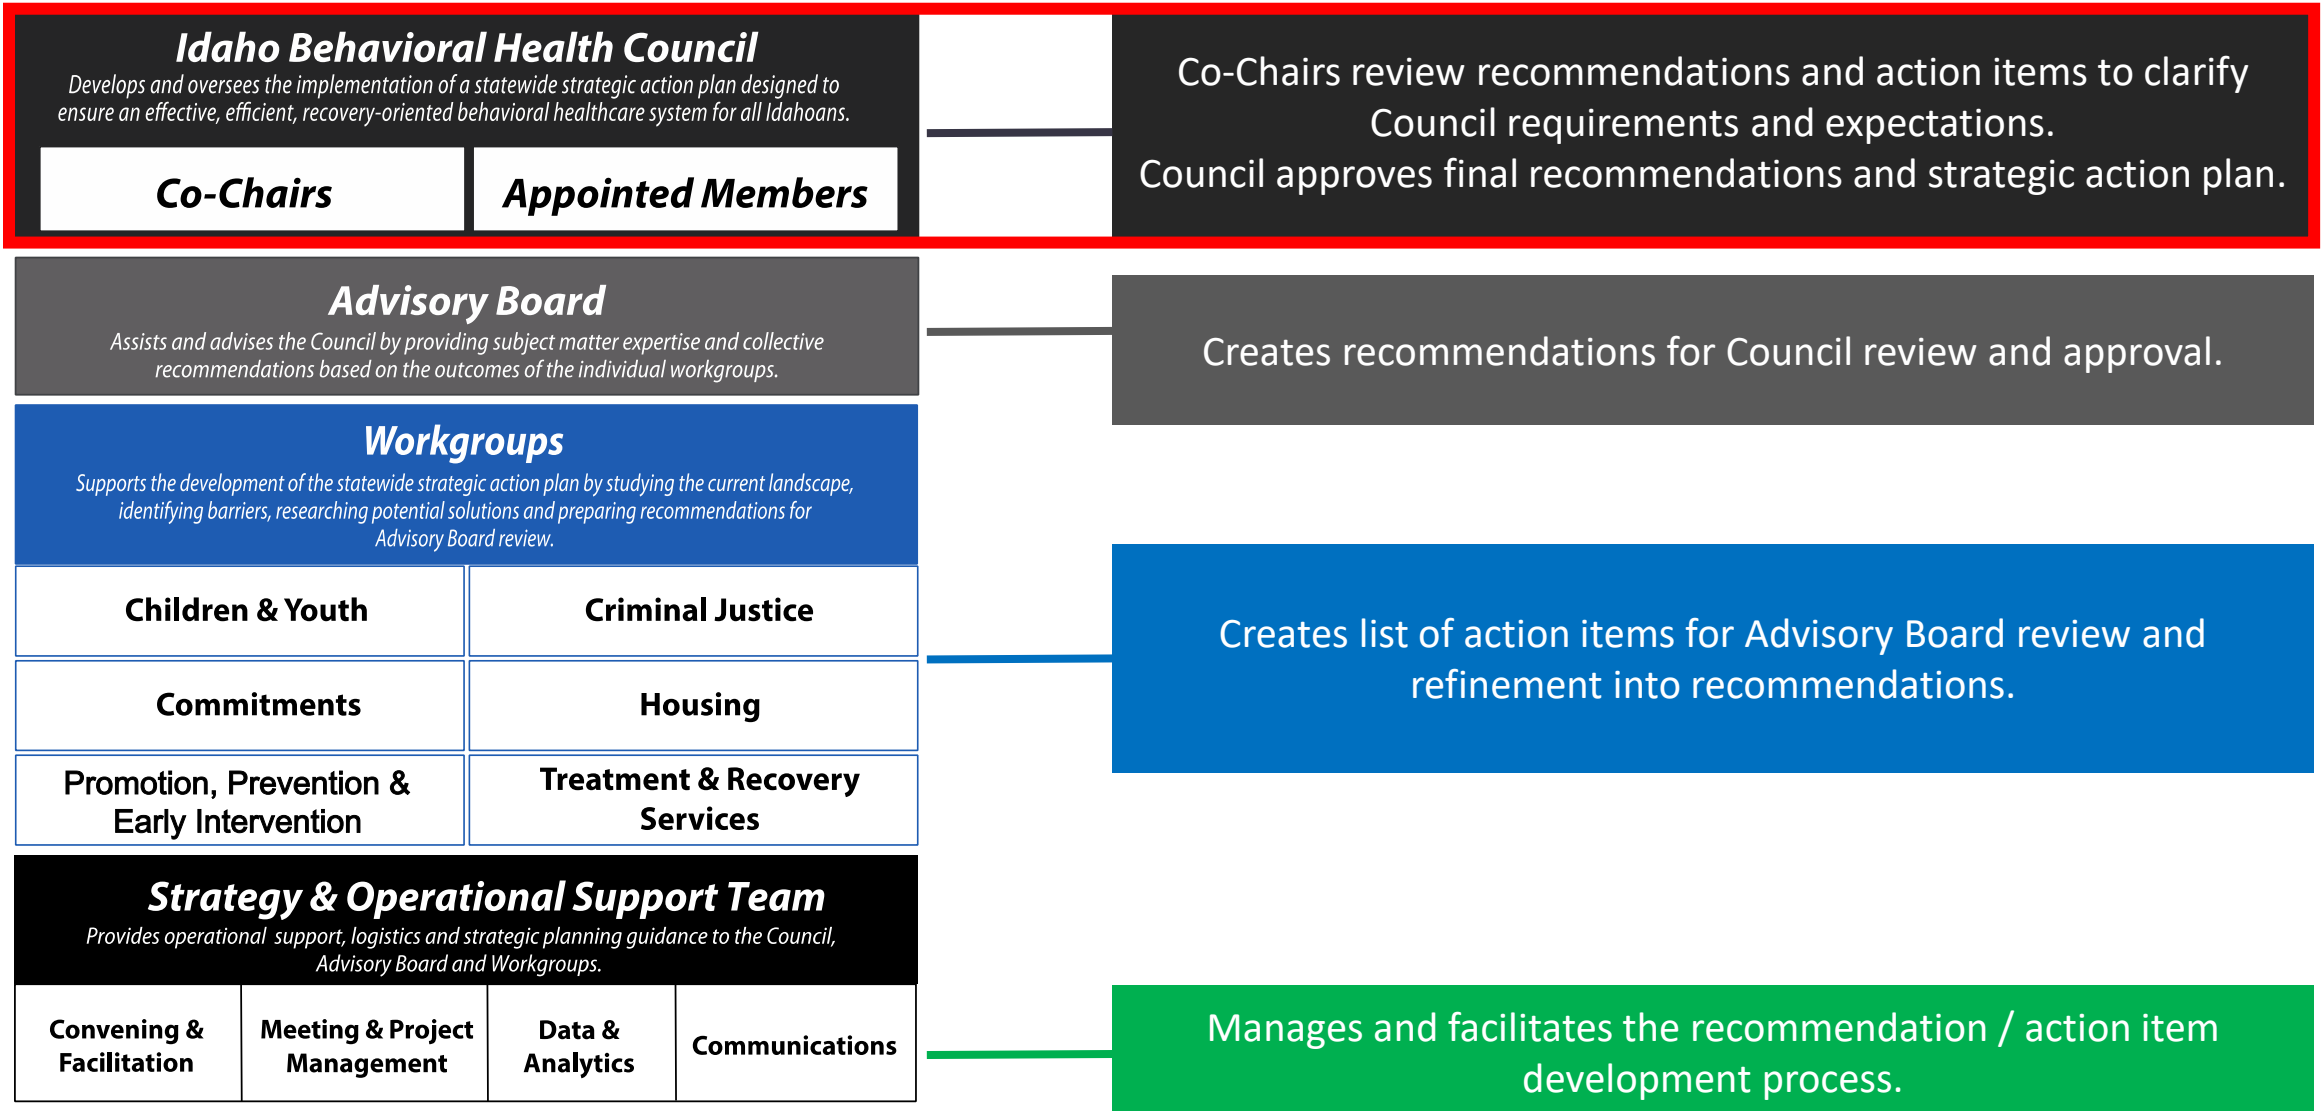 Idaho Behavioral Health Council
Develops and oversees the implementation of a statewide strategic action plan designed to
ensure an effective, efficient, recovery-oriented behavioral healthcare system for all Idahoans.
Co-Chairs
Appointed Members
Co-Chairs review recommendations and action items to clarify
Council requirements and expectations.
Council approves final recommendations and strategic action plan.
Advisory Board
Assists and advises the Council by providing subject matter expertise and collective
recommendations based on the outcomes of the individual workgroups.
Creates recommendations for Council review and approval.
Workgroups
Supports the development of the statewide strategic action plan by studying the current landscape,
identifying barriers, researching potential solutions and preparing recommendations for
Advisory Board review.
Children & Youth
Criminal Justice
Commitments
Housing
Promotion, Prevention &
Early Intervention
Treatment & Recovery
Services
Creates list of action items for Advisory Board review and
refinement into recommendations.
Strategy & Operational Support Team
Provides operational support, logistics and strategic planning guidance to the Council,
Advisory Board and Workgroups.
Convening &
Facilitation
Meeting & Project
Management
Data &
Analytics
Communications
Manages and facilitates the recommendation / action item
development process.